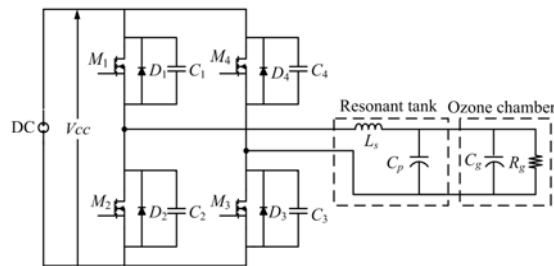 M1 D1 C1 M4 D4 C4
Resonant tank Ozone chamber
DC Vcc Ls
Cp Cg Rg
M2 D2 C2 M3 D3 C3